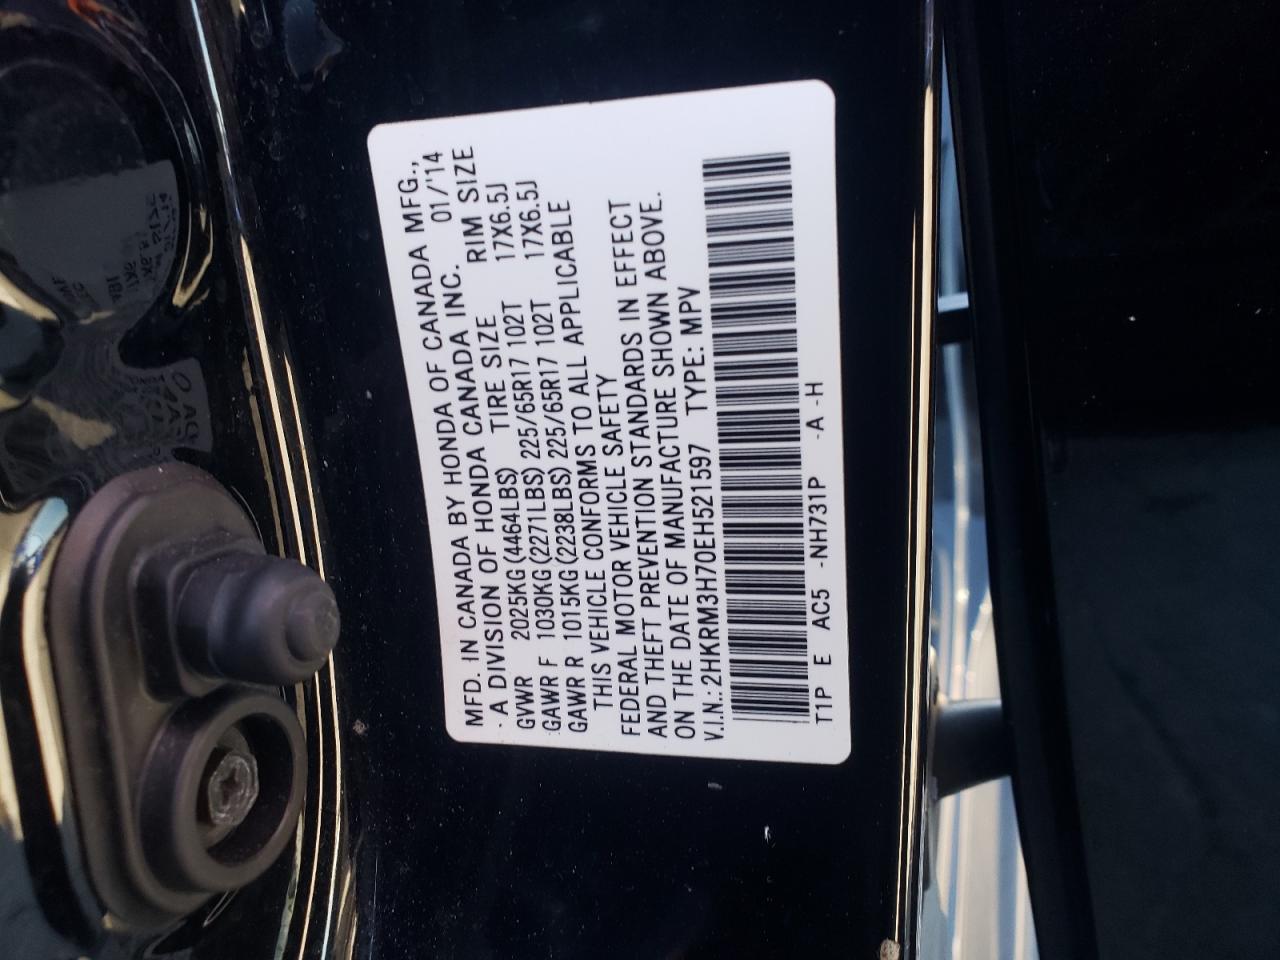 MFD. IN CANADA BY HONDA OF CANADA MFG.,
A DIVISION OF HONDA CANADA INC. 01/'14
GVWR 2025KG (4464LBS) TIRE SIZE RIM SIZE
GAWR F 1030KG (2271LBS) 225/65R17 102T 17X6.5J
GAWR R 1015KG (2238LBS) 225/65R17 102T 17X6.5J
THIS VEHICLE CONFORMS TO ALL APPLICABLE
FEDERAL MOTOR VEHICLE SAFETY
AND THEFT PREVENTION STANDARDS IN EFFECT
ON THE DATE OF MANUFACTURE SHOWN ABOVE.
V.I.N.: 2HKRM3H70EH521597 TYPE: MPV
T1P E AC5 -NH731P -A -H